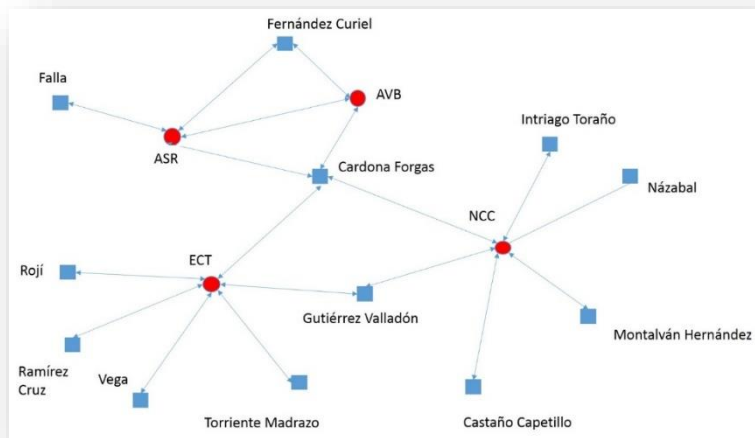 Fernández Curiel
Falla
AVB
Intriago Toraño
ASR
Cardona Forgas
Názabal
NCC
ECT
Rojí
Gutiérrez Valladón
Montalván Hernández
Ramírez
Cruz
Vega
Torriente Madrazo
Castaño Capetillo